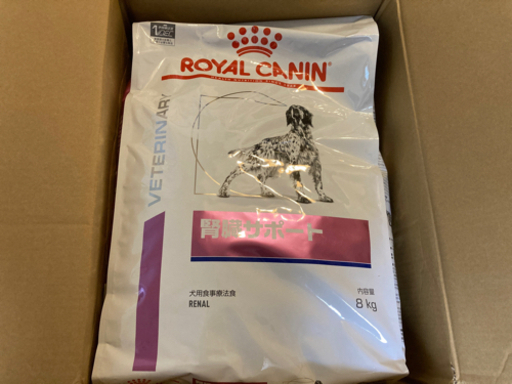 ROYAL CANIN
VETERINARY
腎臓サポート
犬用食事療法食
RENAL
内容量
8 kg